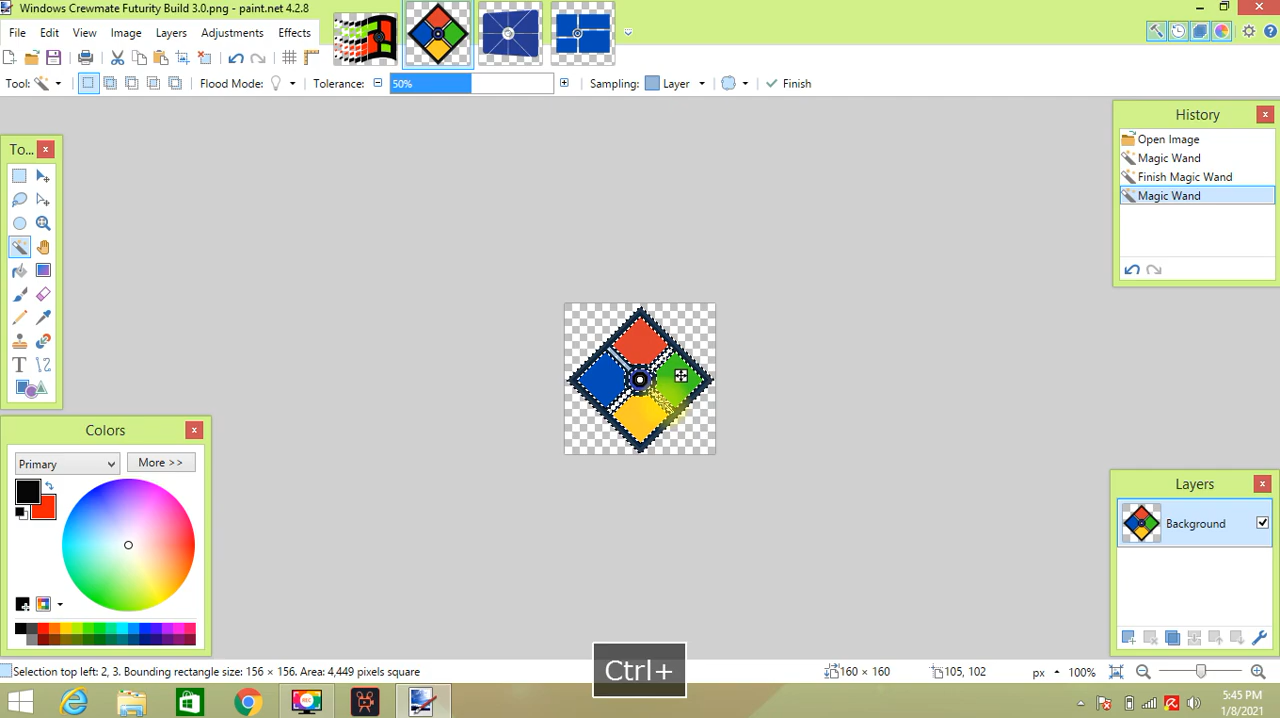 Windows Crewmate Futurity Build 3.0.png - paint.net 4.2.8
File Edit View Image Layers Adjustments Effects
Tool: Flood Mode: Tolerance: 50% Sampling: Layer Finish
To...
History
Open Image
Magic Wand
Finish Magic Wand
Magic Wand
Colors
Primary
More >>
Layers
Background
Ctrl+
Selection top left: 2, 3. Bounding rectangle size: 156 × 156. Area: 4,449 pixels square
160 × 160
105, 102
px
100%
REC
5:45 PM
1/8/2021